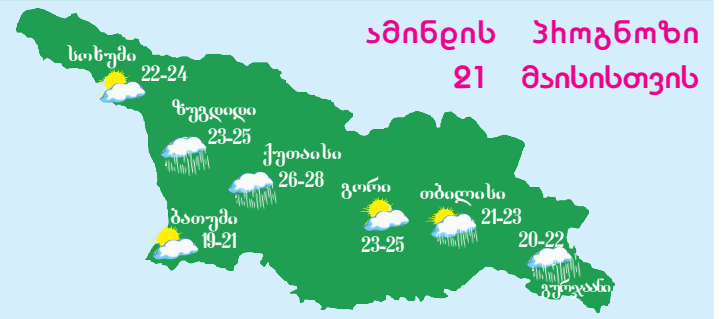 ამინდის პროგნოზი
21 მაისისთვის
სოხუმი
22-24
ზუგდიდი
23-25
ქუთაისი
26-28
გორი
23-25
თბილისი
21-23
ბათუმი
19-21
20-22
გურჯაანი